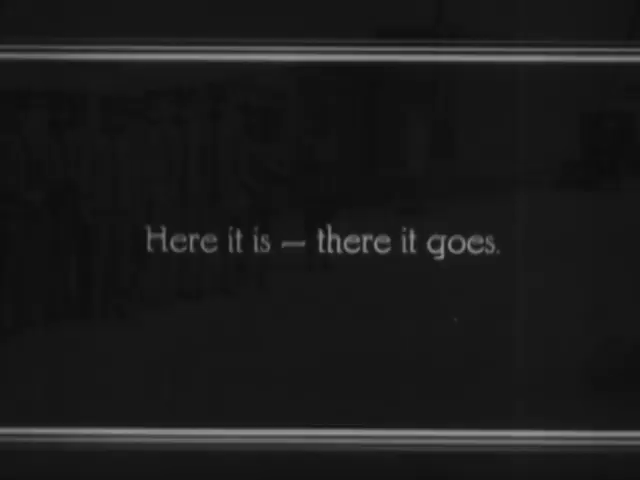 Here it is — there it goes.